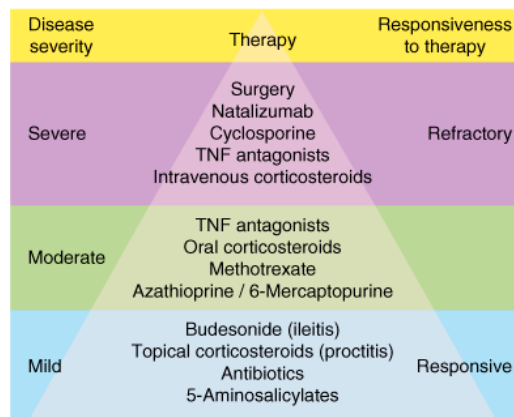 Disease
severity
Therapy
Responsiveness
to therapy
Severe
Surgery
Natalizumab
Cyclosporine
TNF antagonists
Intravenous corticosteroids
Refractory
Moderate
TNF antagonists
Oral corticosteroids
Methotrexate
Azathioprine / 6-Mercaptopurine
Mild
Budesonide (ileitis)
Topical corticosteroids (proctitis)
Antibiotics
5-Aminosalicylates
Responsive